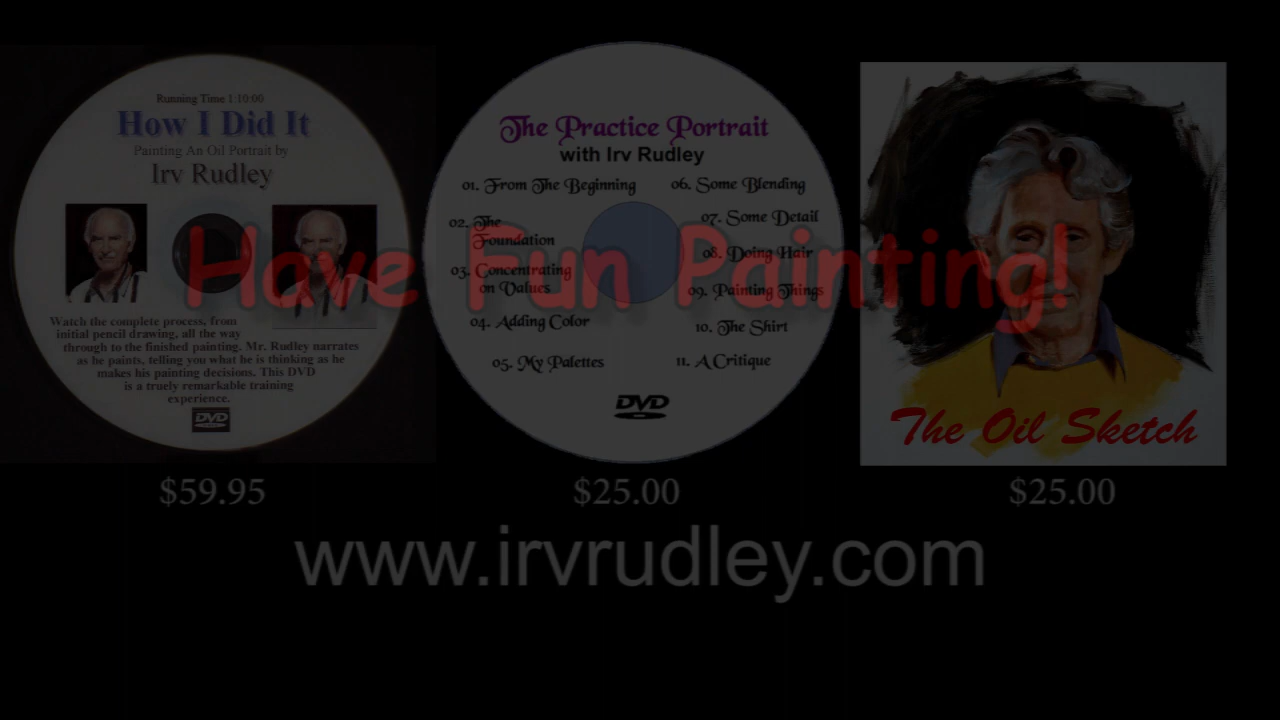 Running Time 1:10:00
How I Did It
Painting An Oil Portrait by
Irv Rudley
Watch the complete process, from
initial pencil drawing, all the way
through to the finished painting. Mr. Rudley narrates
as he paints, telling you what he is thinking as he
makes his painting decisions. This DVD
is a truely remarkable training
experience.
DVD
$59.95
The Practice Portrait
with Irv Rudley
01. From The Beginning
02. The
Foundation
03. Concentrating
on Values
04. Adding Color
05. My Palettes
06. Some Blending
07. Some Detail
08. Doing Hair
09. Painting Things
10. The Shirt
11. A Critique
DVD
$25.00
The Oil Sketch
$25.00
Have Fun Painting!
www.irvrudley.com